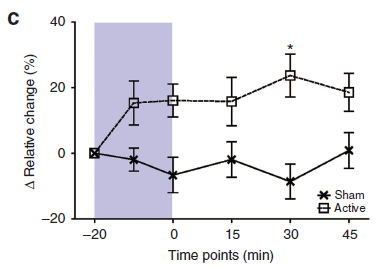 C
Δ Relative change (%)
40
20
0
–20
*
Sham
Active
–20 0 15 30 45
Time points (min)